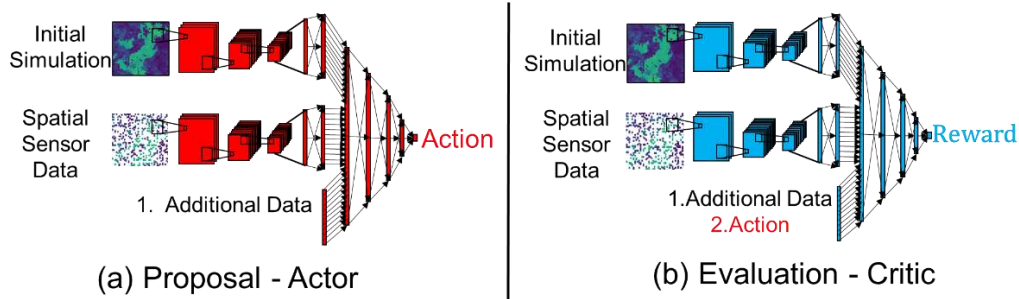 Initial
Simulation
Spatial
Sensor
Data
1. Additional Data
Action
(a) Proposal - Actor
Initial
Simulation
Spatial
Sensor
Data
1.Additional Data
2.Action
Reward
(b) Evaluation - Critic